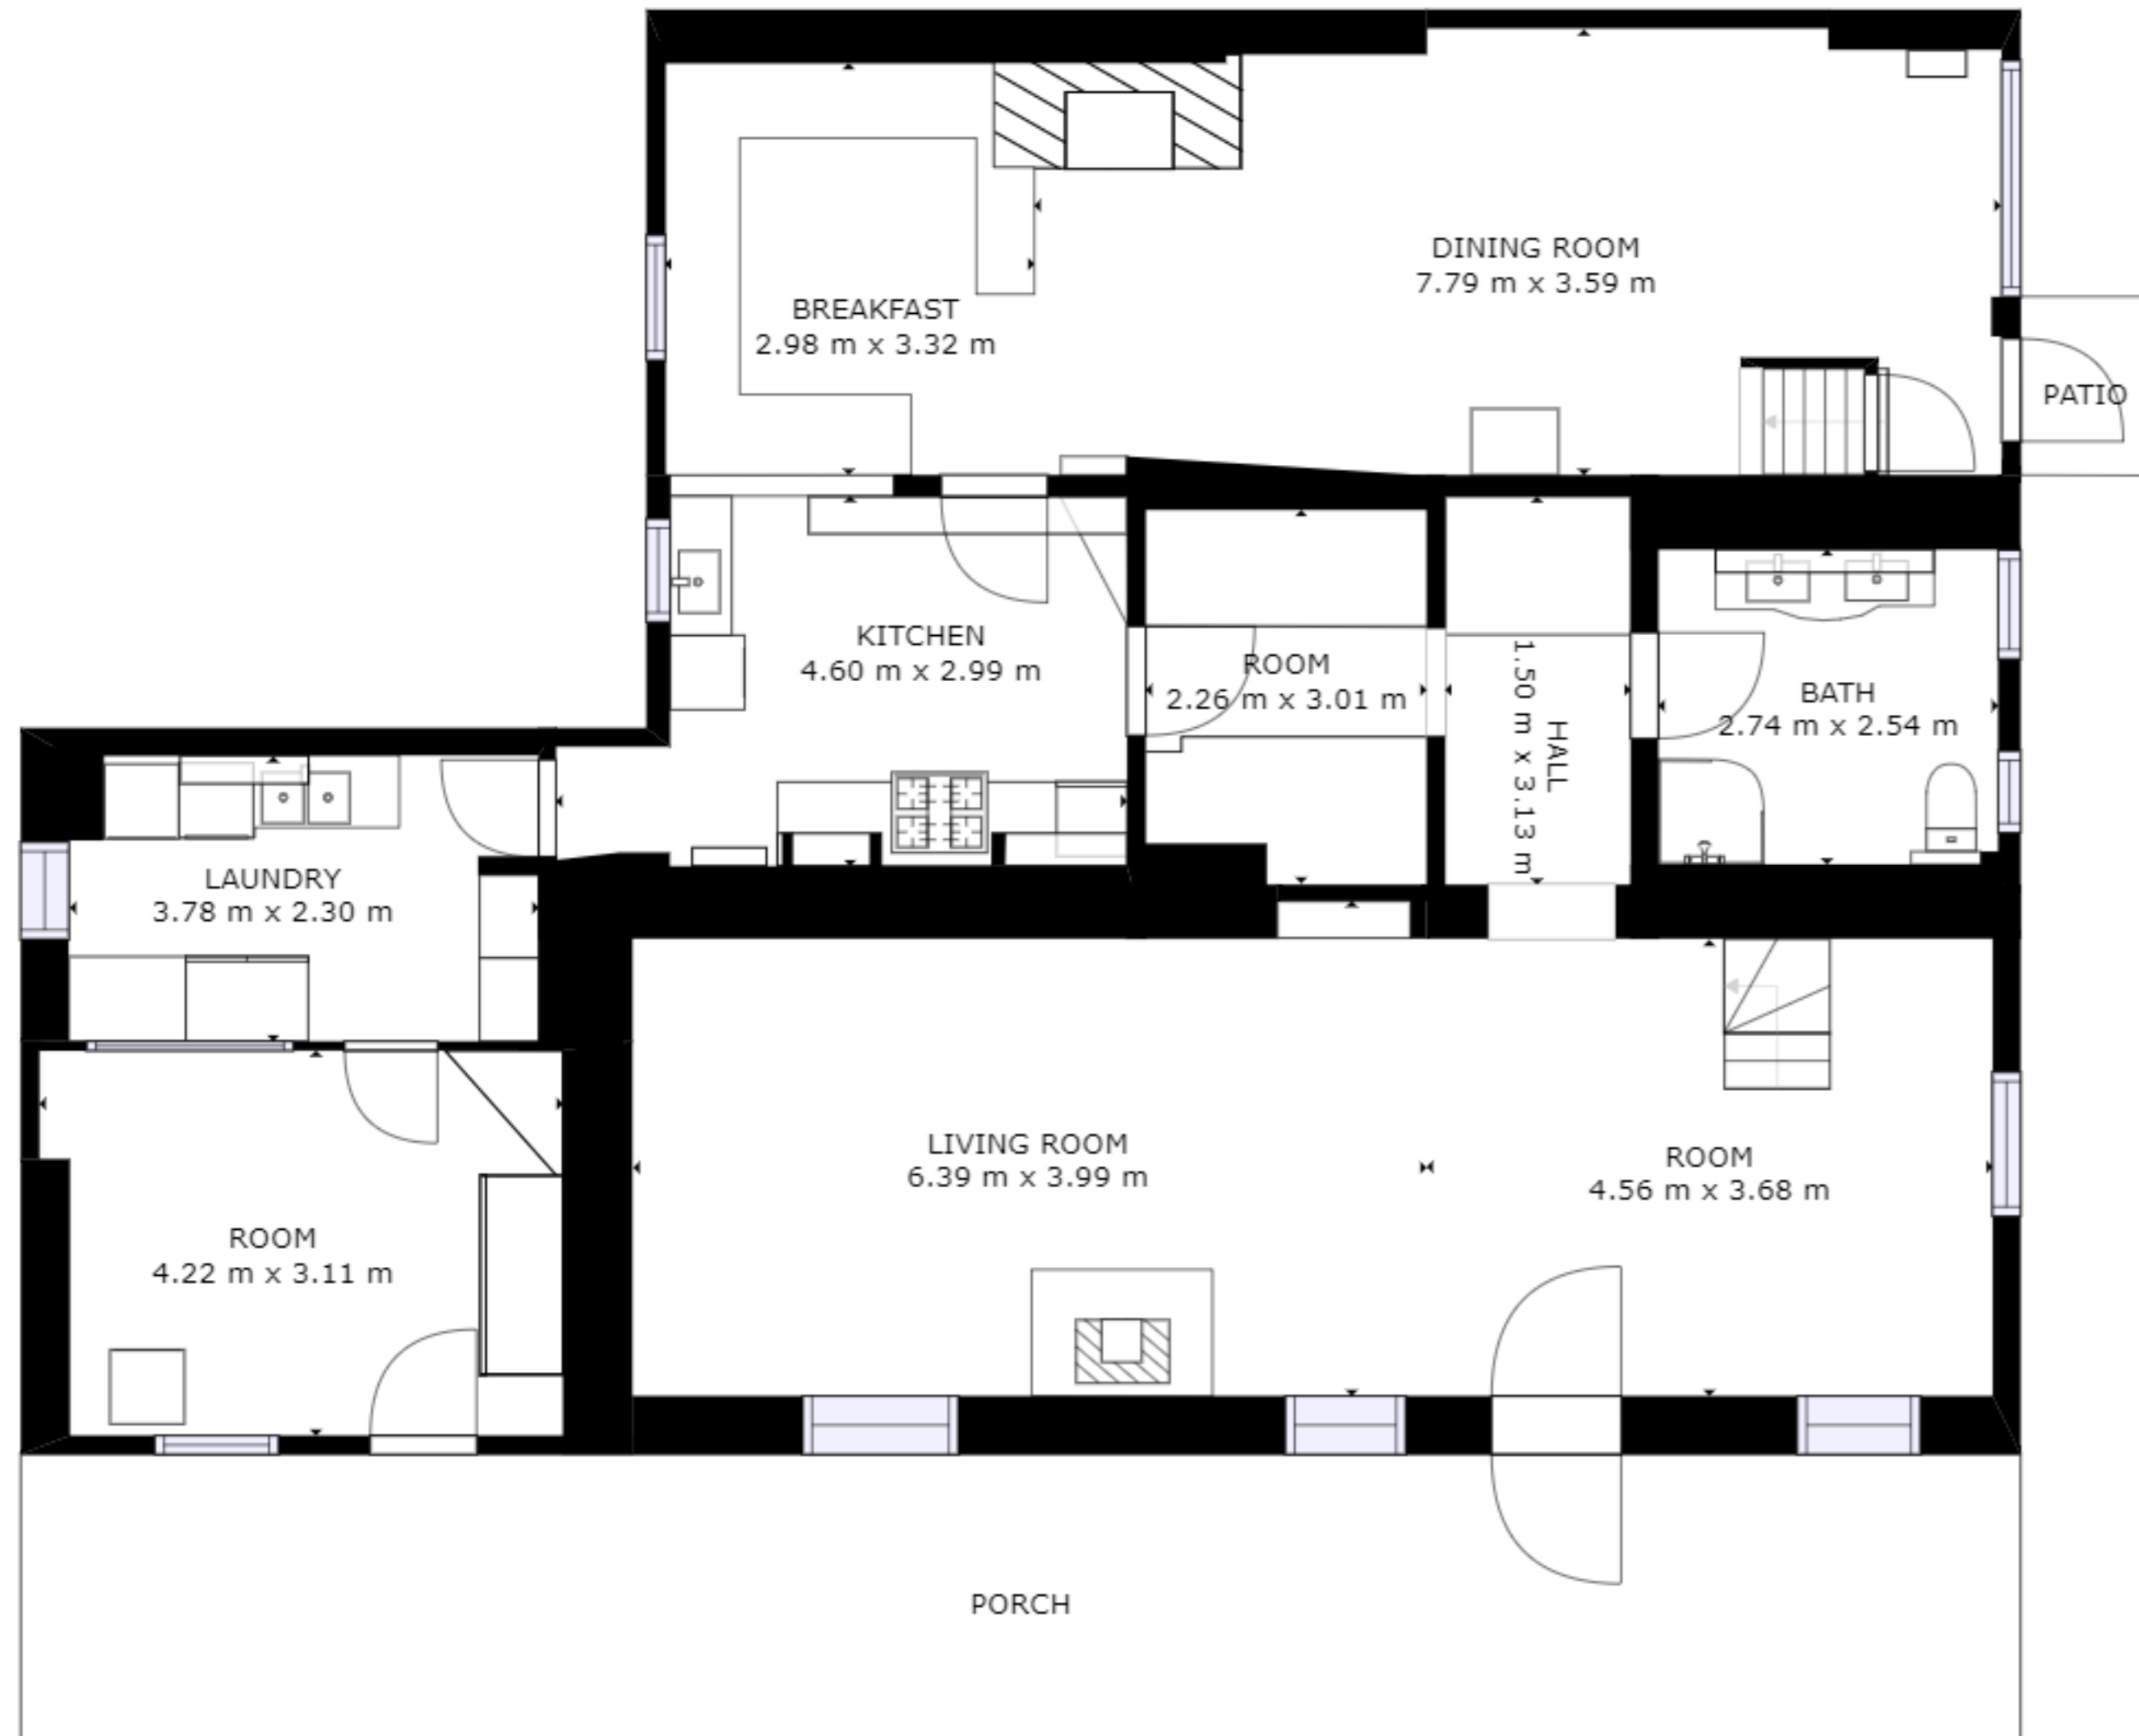 DINING ROOM
7.79 m x 3.59 m
BREAKFAST
2.98 m x 3.32 m
PATIO
KITCHEN
4.60 m x 2.99 m
ROOM
2.26 m x 3.01 m
HALL
1.50 m x 3.13 m
BATH
2.74 m x 2.54 m
LAUNDRY
3.78 m x 2.30 m
LIVING ROOM
6.39 m x 3.99 m
ROOM
4.56 m x 3.68 m
ROOM
4.22 m x 3.11 m
PORCH